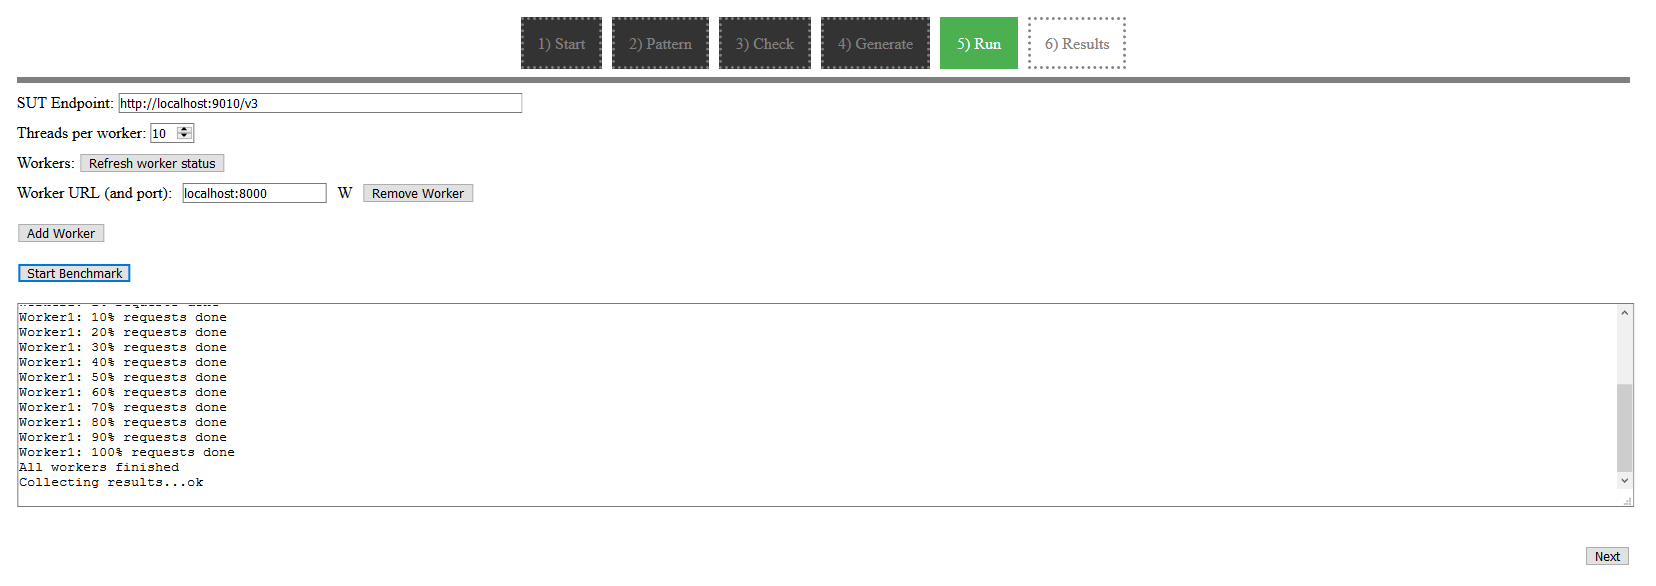 1) Start 2) Pattern 3) Check 4) Generate 5) Run 6) Results
SUT Endpoint: http://localhost:9010/v3
Threads per worker: 10
Workers: Refresh worker status
Worker URL (and port): localhost:8000 W Remove Worker
Add Worker
Start Benchmark
Worker1: 10% requests done
Worker1: 20% requests done
Worker1: 30% requests done
Worker1: 40% requests done
Worker1: 50% requests done
Worker1: 60% requests done
Worker1: 70% requests done
Worker1: 80% requests done
Worker1: 90% requests done
Worker1: 100% requests done
All workers finished
Collecting results...ok
Next